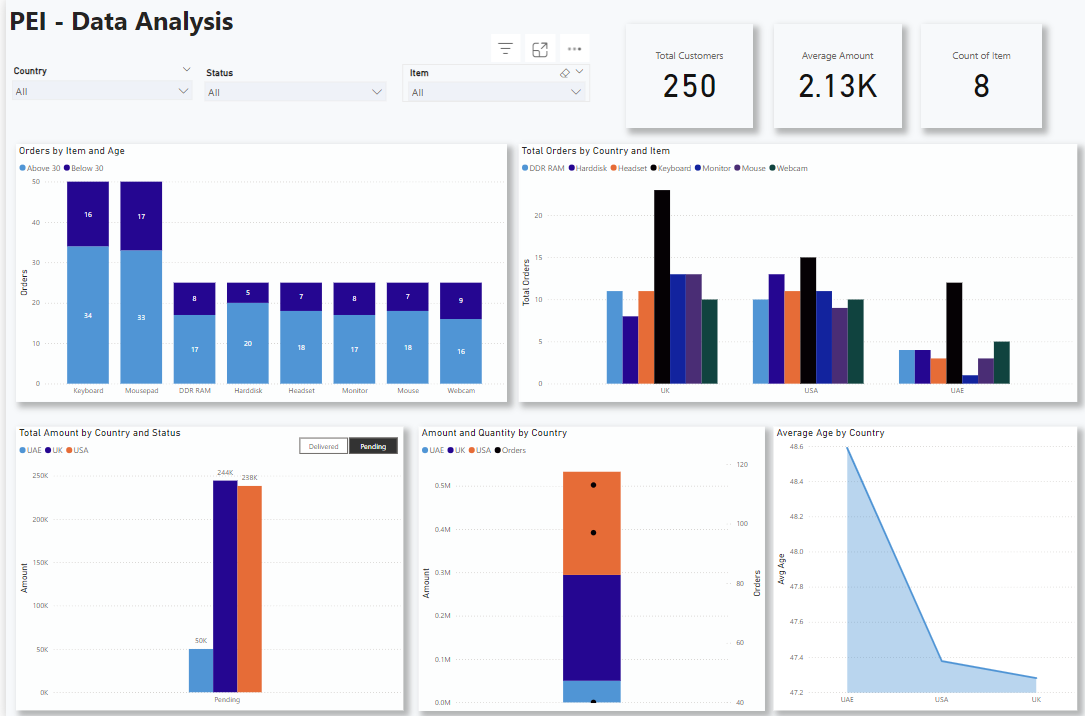 PEI - Data Analysis
Country
All
Status
All
Item
All
Total Customers
250
Average Amount
2.13K
Count of Item
8
Orders by Item and Age
Above 30 Below 30
Orders
50
40
30
20
10
0
16
34
17
33
8
17
5
20
7
18
8
17
7
18
9
16
Keyboard Mousepad DDR RAM Harddisk Headset Monitor Mouse Webcam
Total Orders by Country and Item
DDR RAM Harddisk Headset Keyboard Monitor Mouse Webcam
Total Orders
20
15
10
5
0
UK USA UAE
Total Amount by Country and Status
UAE UK USA
Delivered Pending
Amount
250K
200K
150K
100K
50K
0K
50K
244K
238K
Pending
Amount and Quantity by Country
UAE UK USA Orders
Amount
0.5M
0.4M
0.3M
0.2M
0.1M
0.0M
120
100
80
60
40
Orders
Average Age by Country
Avg Age
48.6
48.4
48.2
48.0
47.8
47.6
47.4
47.2
UAE USA UK